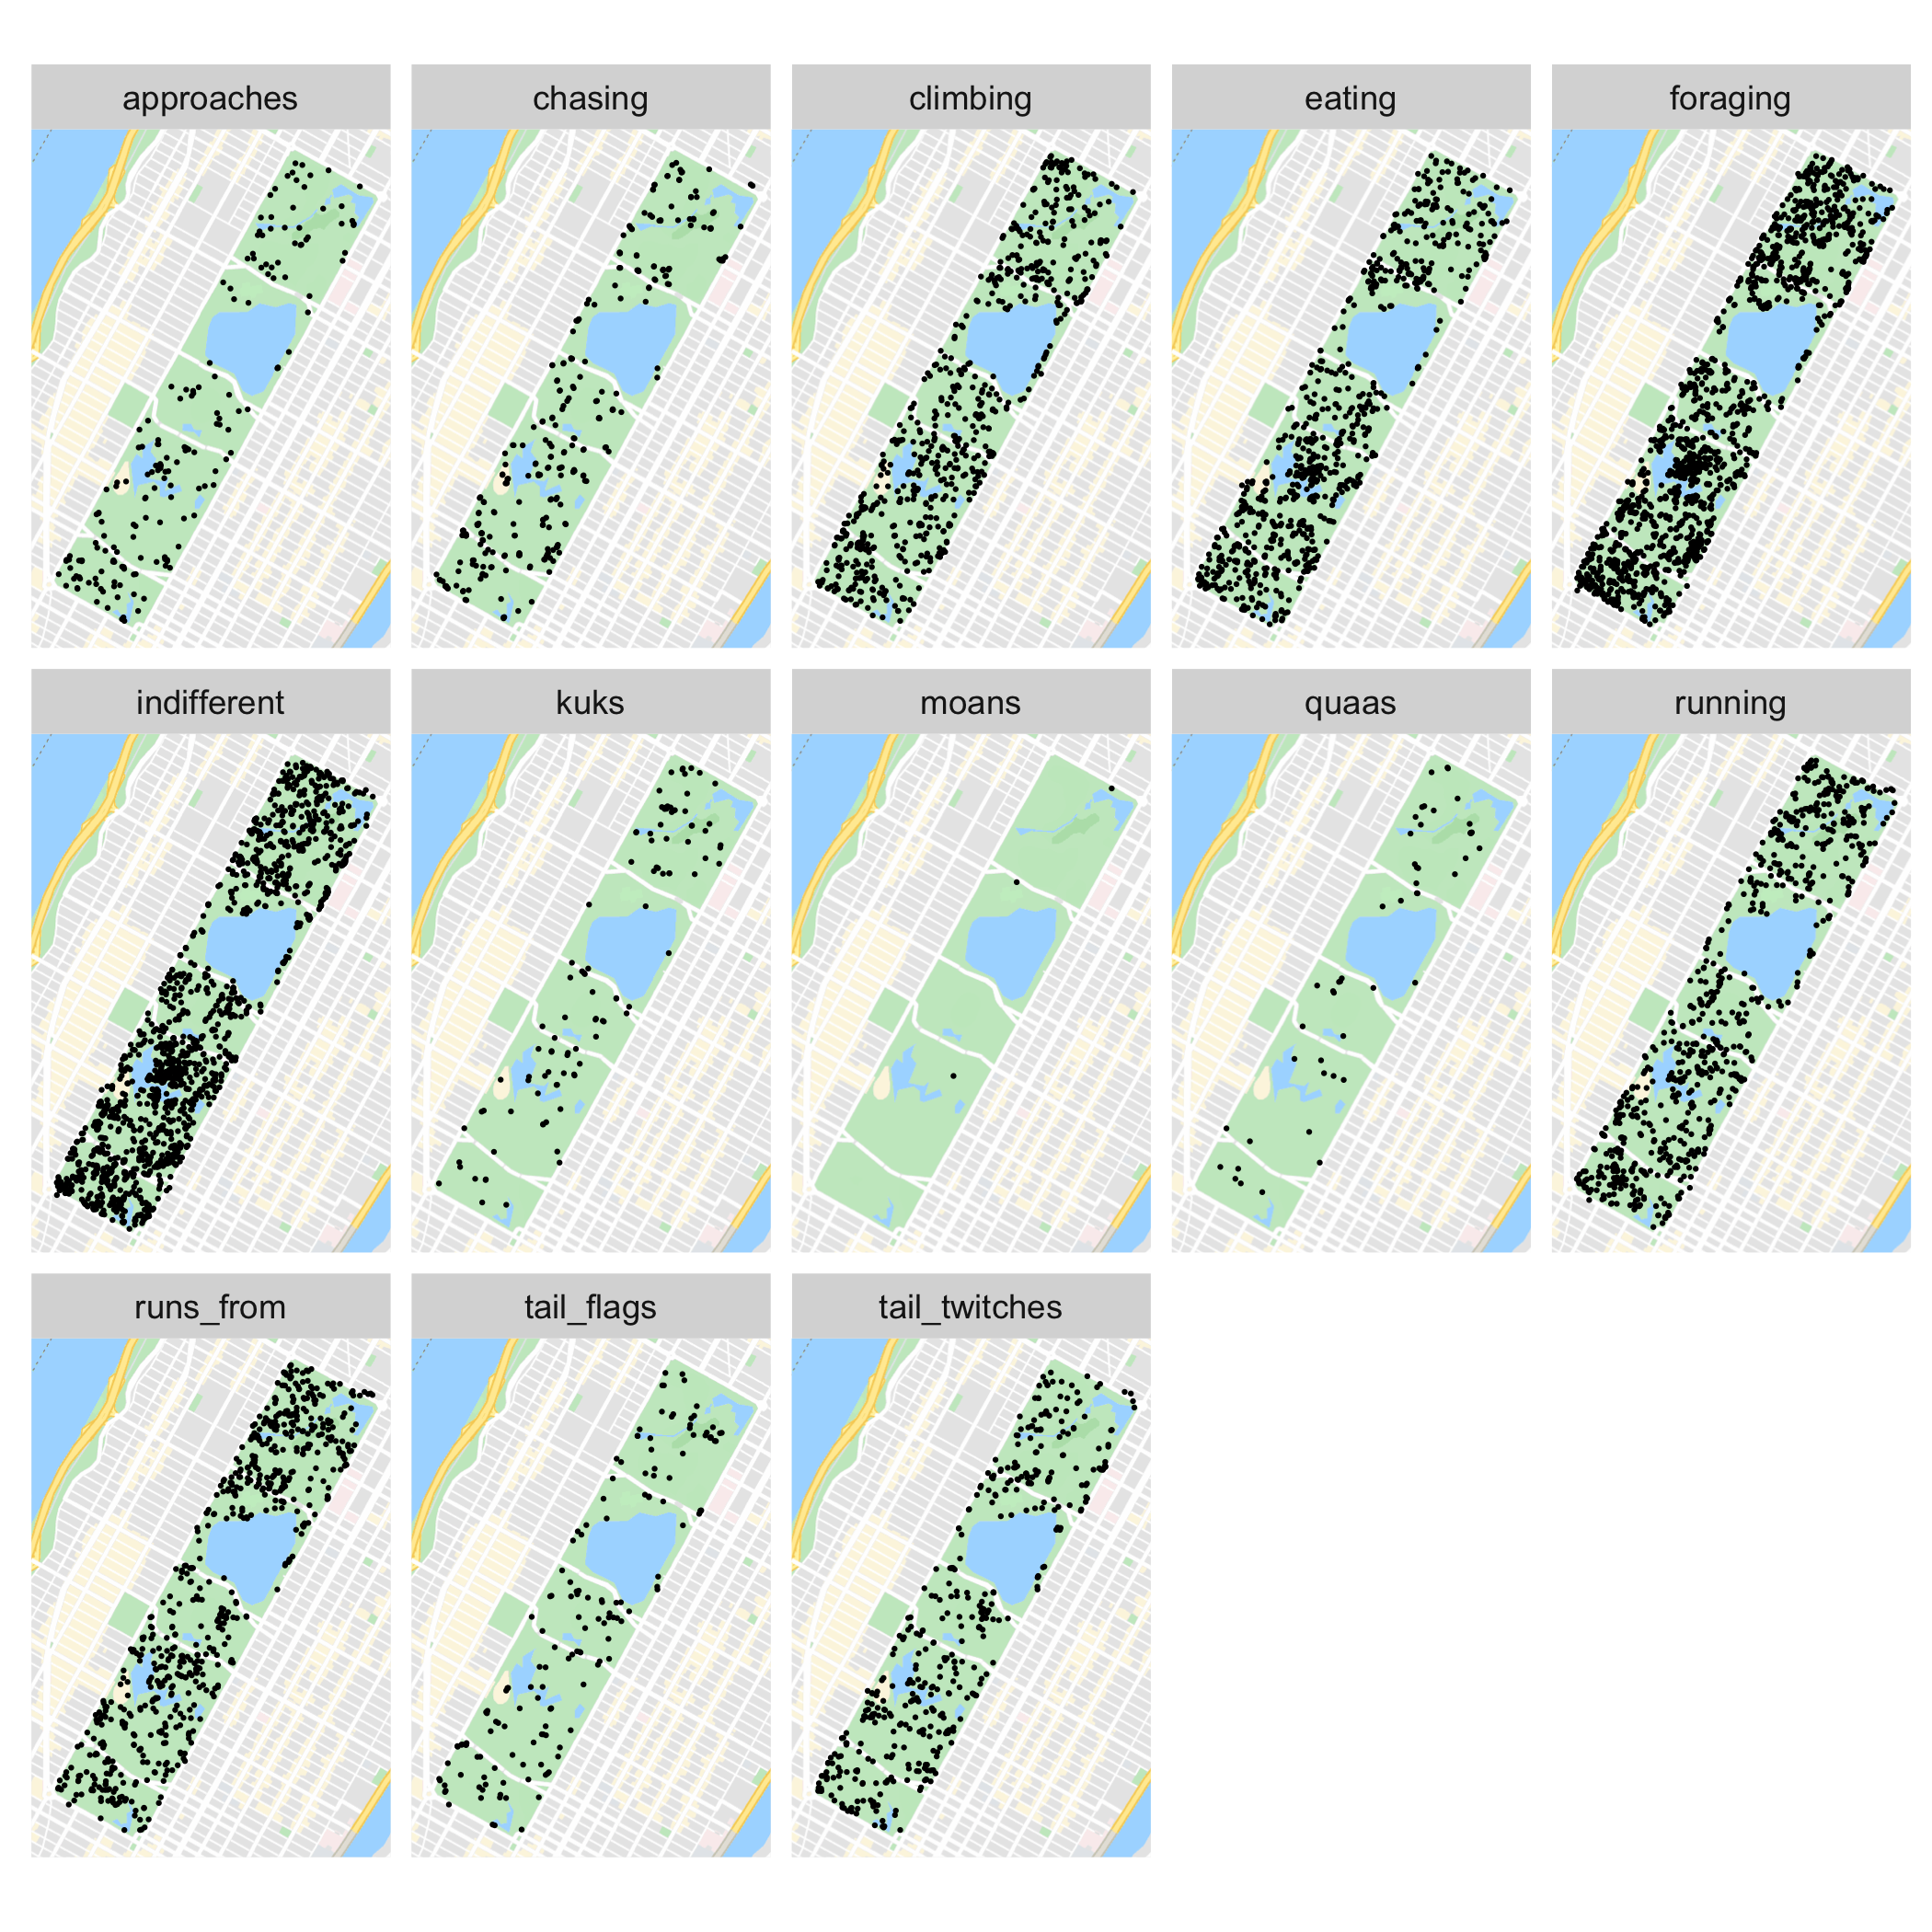 approaches
chasing
climbing
eating
foraging
indifferent
kuks
moans
quaas
running
runs_from
tail_flags
tail_twitches